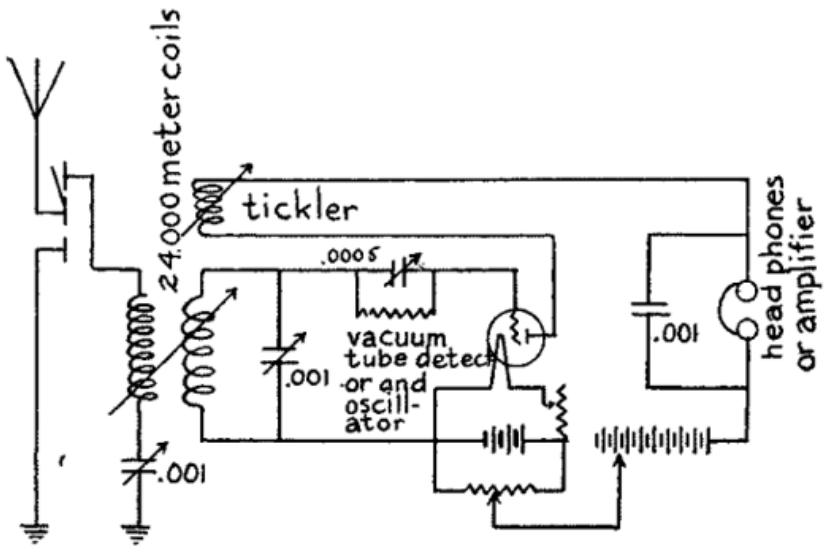 24.000 meter coils
tickler
.0005
vacuum
tube detect
or and
oscill-
ator
.001
.001
.001
head phones
or amplifier